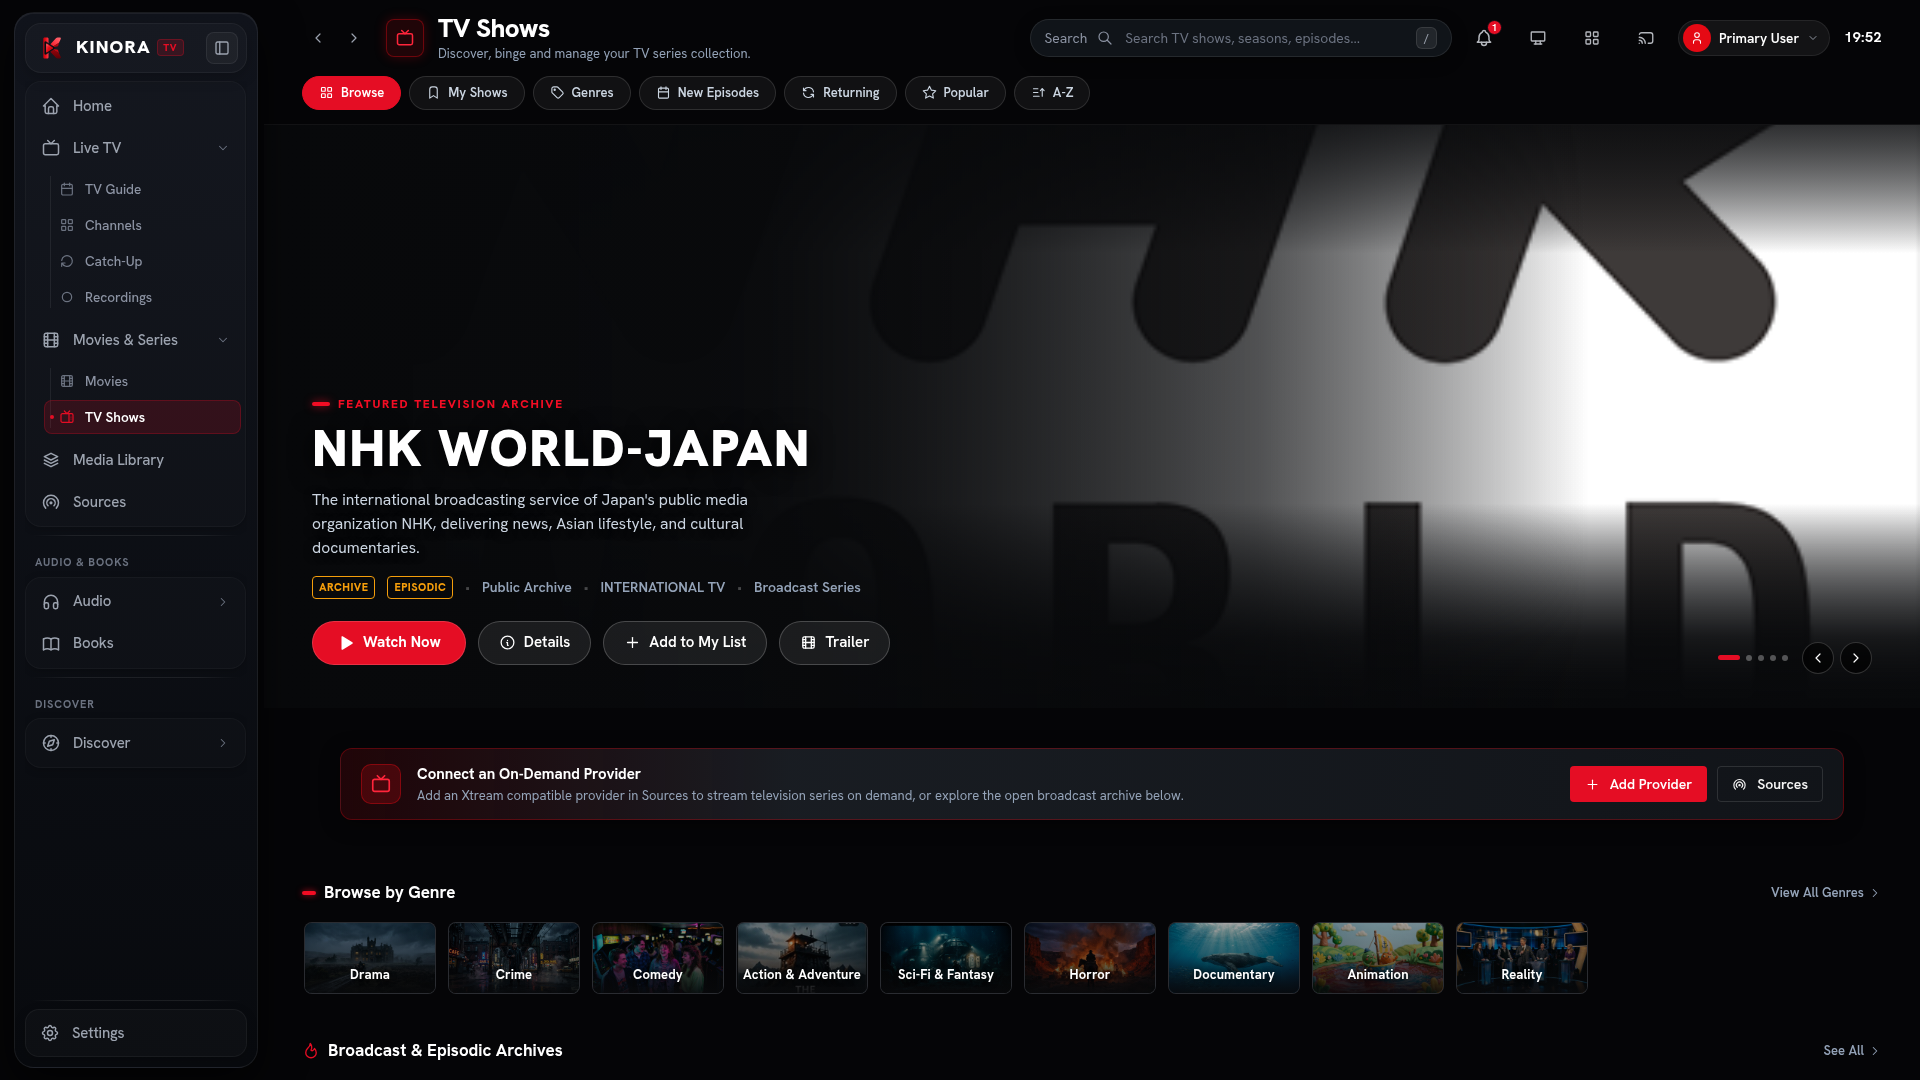 KINORA TV
Home
Live TV
TV Guide
Channels
Catch-Up
Recordings
Movies & Series
Movies
TV Shows
Media Library
Sources
AUDIO & BOOKS
Audio
Books
DISCOVER
Discover
Settings
TV Shows
Discover, binge and manage your TV series collection.
Search Search TV shows, seasons, episodes... /
1
Primary User
19:52
Browse
My Shows
Genres
New Episodes
Returning
Popular
A-Z
FEATURED TELEVISION ARCHIVE
NHK WORLD-JAPAN
The international broadcasting service of Japan's public media
organization NHK, delivering news, Asian lifestyle, and cultural
documentaries.
ARCHIVE EPISODIC • Public Archive • INTERNATIONAL TV • Broadcast Series
Watch Now
Details
Add to My List
Trailer
HK
ORLD
Connect an On-Demand Provider
Add an Xtream compatible provider in Sources to stream television series on demand, or explore the open broadcast archive below.
Add Provider
Sources
Browse by Genre
View All Genres
Drama
Crime
Comedy
Action & Adventure
THE
Sci-Fi & Fantasy
Horror
Documentary
Animation
Reality
Broadcast & Episodic Archives
See All